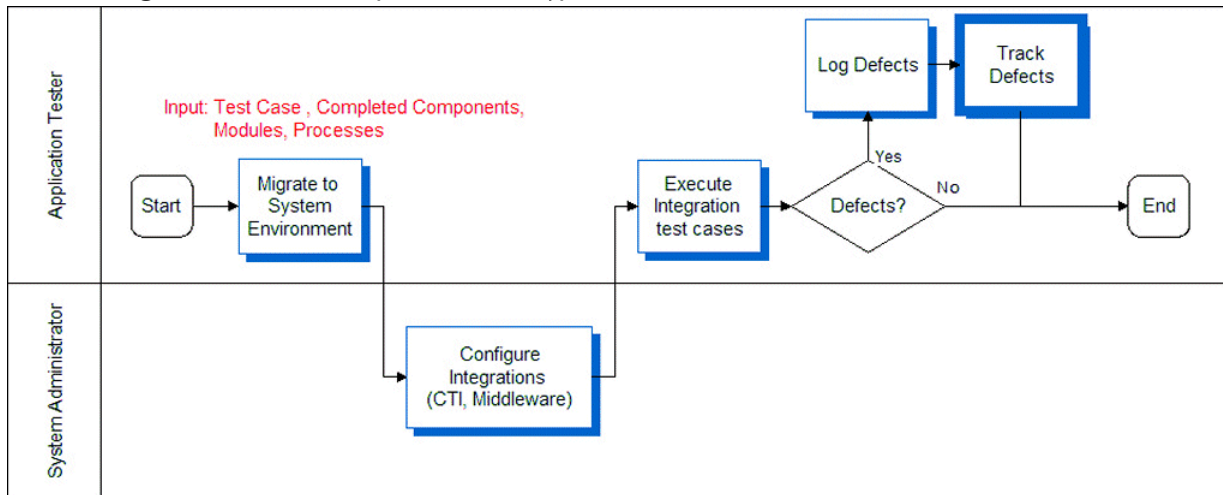 Application Tester
Input: Test Case , Completed Components,
Modules, Processes
Start
Migrate to
System
Environment
Execute
Integration
test cases
Defects?
Yes
No
Log Defects
Track
Defects
End
System Administrator
Configure
Integrations
(CTI, Middleware)